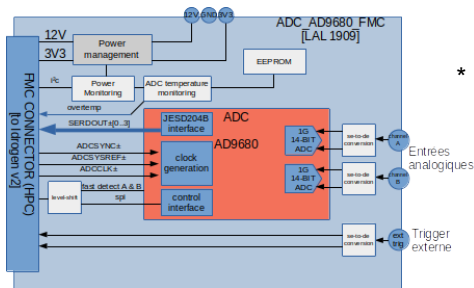 12V GND 3V3
ADC_AD9680_FMC
[LAL 1909]
12V
3V3
Power
management
EEPROM
I²c
Power
Monitoring
ADC temperature
monitoring
*
overtemp
SERDOUT±[0..3]
JESD204B
interface
ADC
AD9680
FMC CONNECTOR (HPC)
[to Idrogen v2]
ADCSYNC±
ADCSYSREF±
ADCCLK±
clock
generation
1G
14-BIT
ADC
se-to-de
conversion
channel
A
Entrées
analogiques
1G
14-BIT
ADC
se-to-de
conversion
channel
B
fast detect A & B
level-shift
spi
control
interface
se-to-de
conversion
ext
trig
Trigger
externe